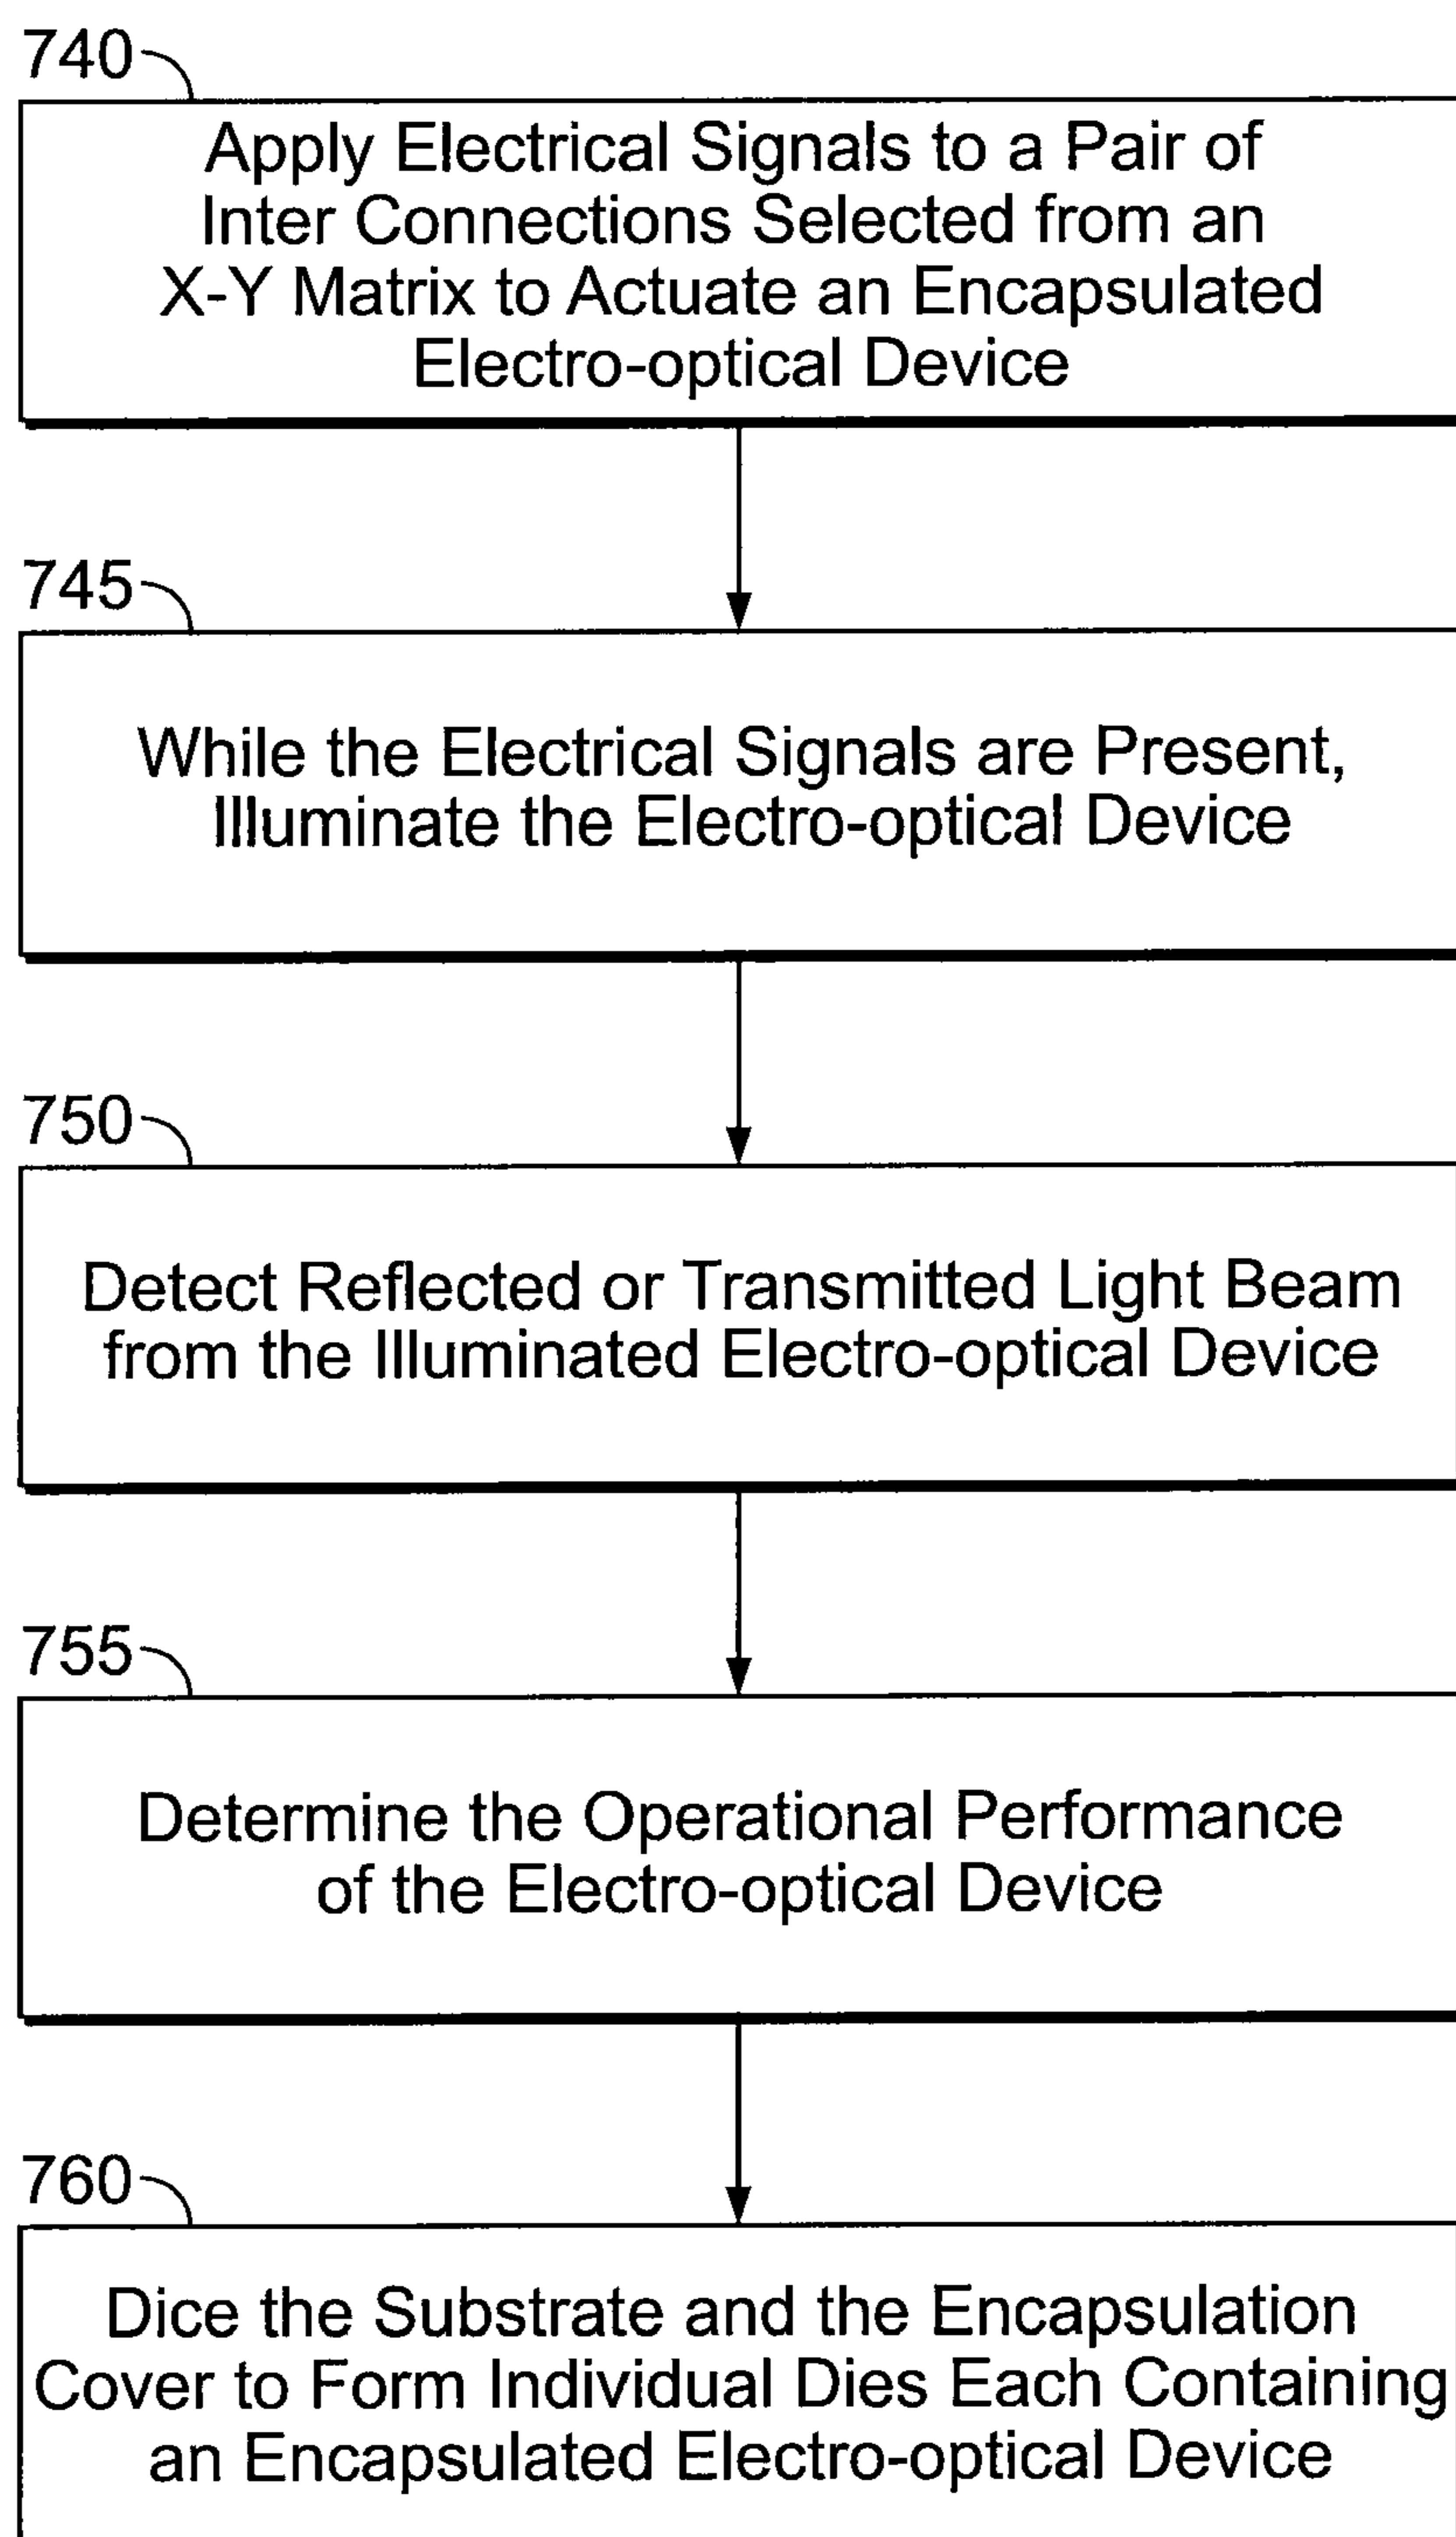 740
Apply Electrical Signals to a Pair of
Inter Connections Selected from an
X-Y Matrix to Actuate an Encapsulated
Electro-optical Device
745
While the Electrical Signals are Present,
Illuminate the Electro-optical Device
750
Detect Reflected or Transmitted Light Beam
from the Illuminated Electro-optical Device
755
Determine the Operational Performance
of the Electro-optical Device
760
Dice the Substrate and the Encapsulation
Cover to Form Individual Dies Each Containing
an Encapsulated Electro-optical Device